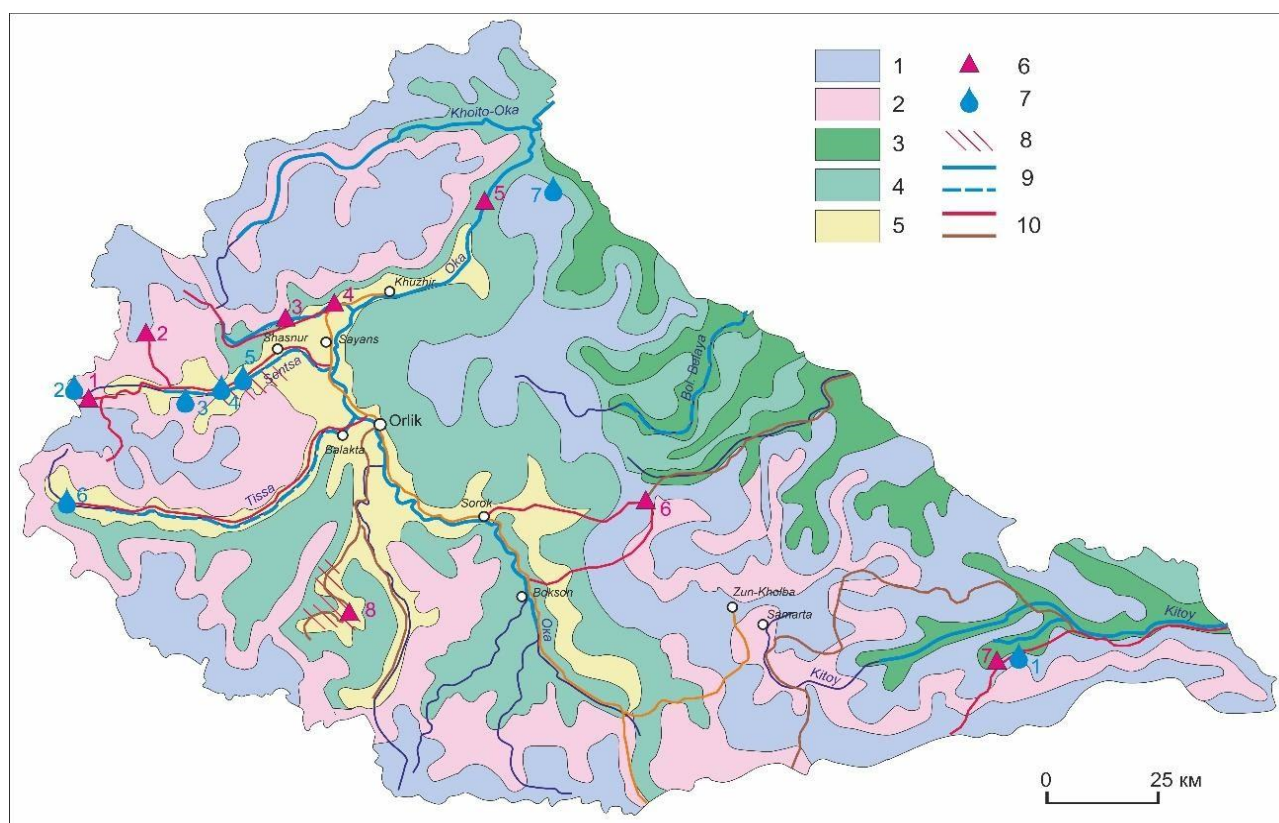 1 6
2 7
3 8
4 9
5 10
Khoito-Oka
5
7
Oka
Khuzhir
4
3
2
Shasnur
Sayans
5
Sentsa
Bol. Belaya
2
1
3
4
Orlik
Balakta
6
Tissa
Sorok
6
Bokson
Zun-Kholba
8
Samarta
Oka
Kitoy
Kitoy
7
1
0 25 км